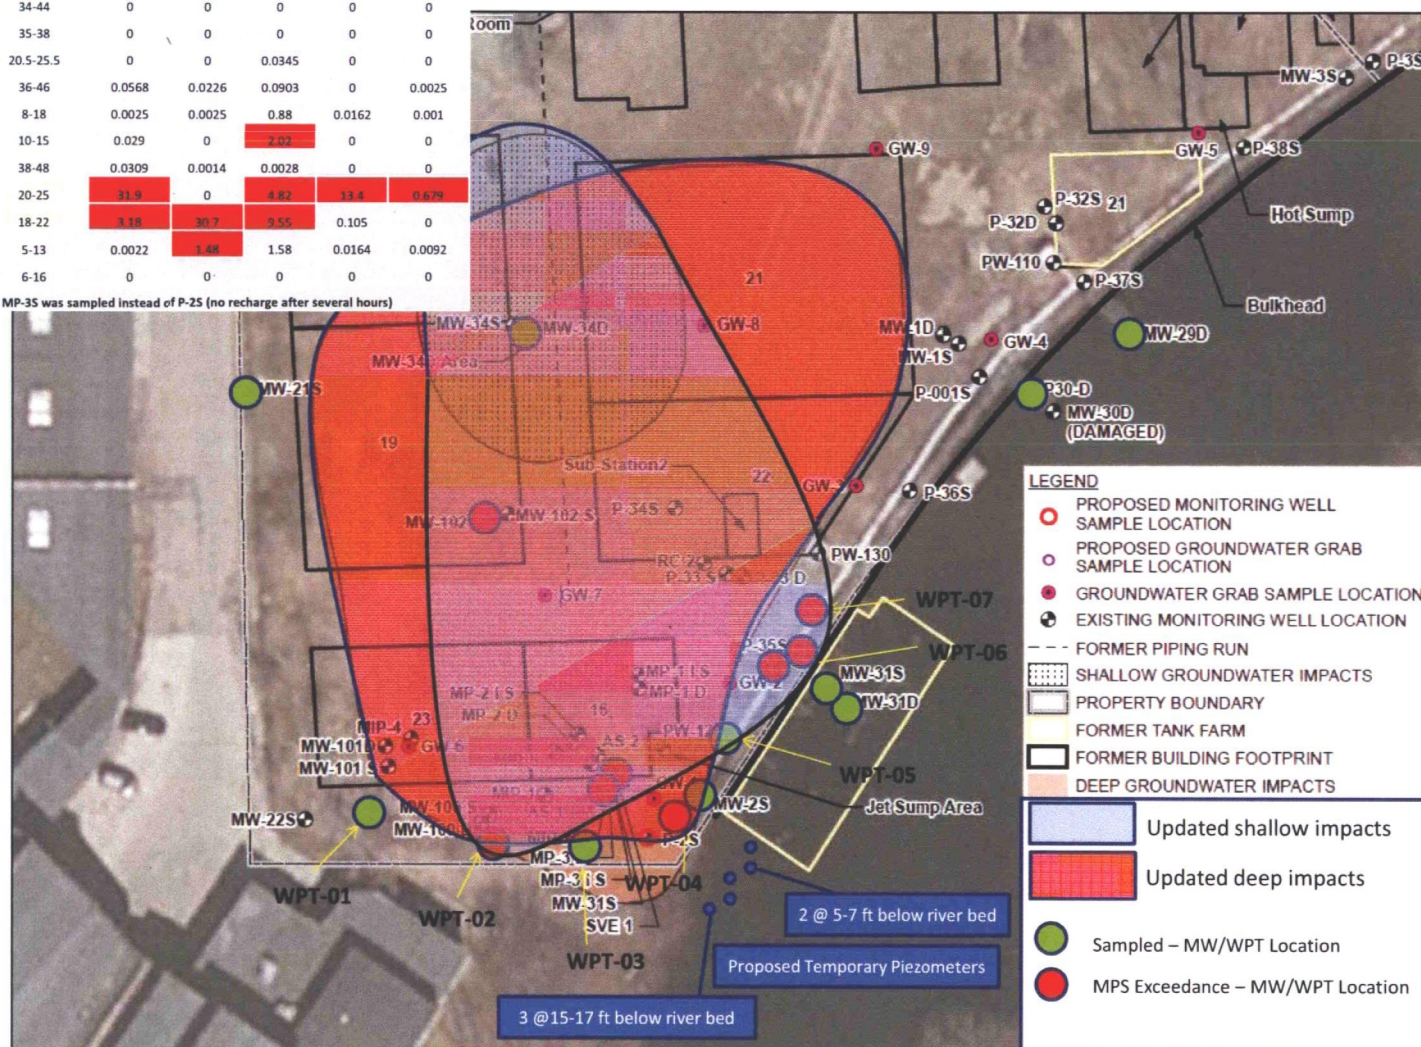 34-44 0 0 0 0 0
35-38 0 0 0 0 0
20.5-25.5 0 0 0.0345 0 0
36-46 0.0568 0.0226 0.0903 0 0.0025
8-18 0.0025 0.0025 0.88 0.0162 0.001
10-15 0.029 0 2.02 0 0
38-48 0.0309 0.0014 0.0028 0 0
20-25 31.9 0 4.82 13.4 0.679
18-22 3.18 30.7 9.55 0.105 0
5-13 0.0022 1.48 1.58 0.0164 0.0092
6-16 0 0 0 0 0
MP-3S was sampled instead of P-2S (no recharge after several hours)
Room
P-3S
MW-3S
GW-9
GW-5
P-38S
P-32S 21
P-32D
Hot Sump
PW-110
P-37S
21
Bulkhead
MW-34S
MW-34D
GW-8
MW-1D
MW-1S
GW-4
MW-29D
Area
MW-21S
P-001S
P30-D
MW-30D
(DAMAGED)
19
Sub-Station2
22
GW-3
P-36S
MW-102
MW-102 S
P-34S
RC-2
P-33 S
3 D
PW-130
GW-7
WPT-07
P-35S
WPT-06
MP-1 I S
MP-1 D
GW-2
MW-31S
MW-31D
MP-2 I S
MP-2 D
16
MIP-4
23
MW-101D
GW-6
MW-101 S
AS 2
WPT-05
MW-2S
Jet Sump Area
MW-22S
P-2S
WPT-01
WPT-02
MP-36 S
MW-31S
SVE 1
WPT-04
WPT-03
2 @ 5-7 ft below river bed
Proposed Temporary Piezometers
3 @15-17 ft below river bed
LEGEND
PROPOSED MONITORING WELL
SAMPLE LOCATION
PROPOSED GROUNDWATER GRAB
SAMPLE LOCATION
GROUNDWATER GRAB SAMPLE LOCATION
EXISTING MONITORING WELL LOCATION
FORMER PIPING RUN
SHALLOW GROUNDWATER IMPACTS
PROPERTY BOUNDARY
FORMER TANK FARM
FORMER BUILDING FOOTPRINT
DEEP GROUNDWATER IMPACTS
Updated shallow impacts
Updated deep impacts
Sampled – MW/WPT Location
MPS Exceedance – MW/WPT Location